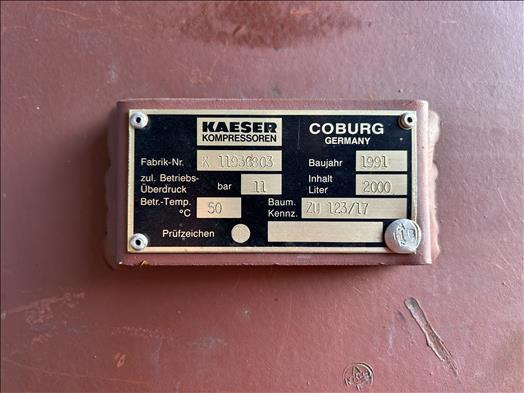 KAESER
KOMPRESSOREN
COBURG
GERMANY
Fabrik-Nr. K 11936803
Baujahr 1991
zul. Betriebs-
Überdruck bar 11
Inhalt
Liter 2000
Betr.-Temp.
°C 50
Baum.
Kennz. ZU 123/17
Prüfzeichen